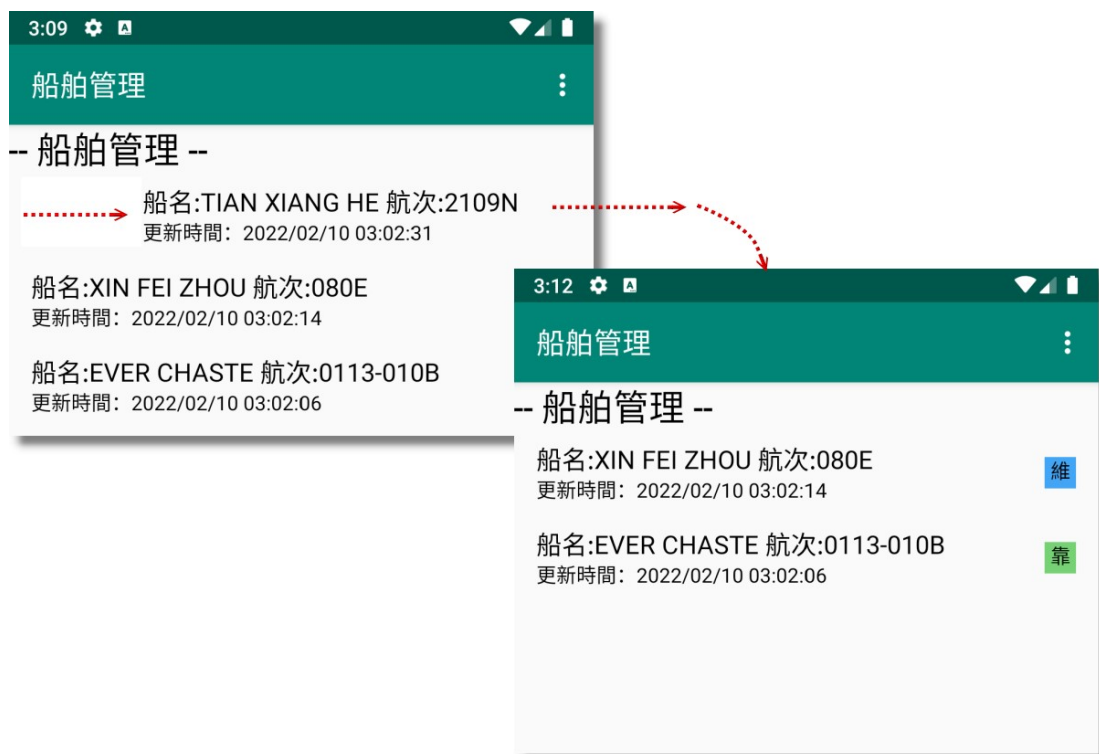 3:09
船舶管理
-- 船舶管理 --
船名:TIAN XIANG HE 航次:2109N
更新時間：2022/02/10 03:02:31
船名:XIN FEI ZHOU 航次:080E
更新時間：2022/02/10 03:02:14
船名:EVER CHASTE 航次:0113-010B
更新時間：2022/02/10 03:02:06
3:12
船舶管理
-- 船舶管理 --
船名:XIN FEI ZHOU 航次:080E
更新時間：2022/02/10 03:02:14
維
船名:EVER CHASTE 航次:0113-010B
更新時間：2022/02/10 03:02:06
靠